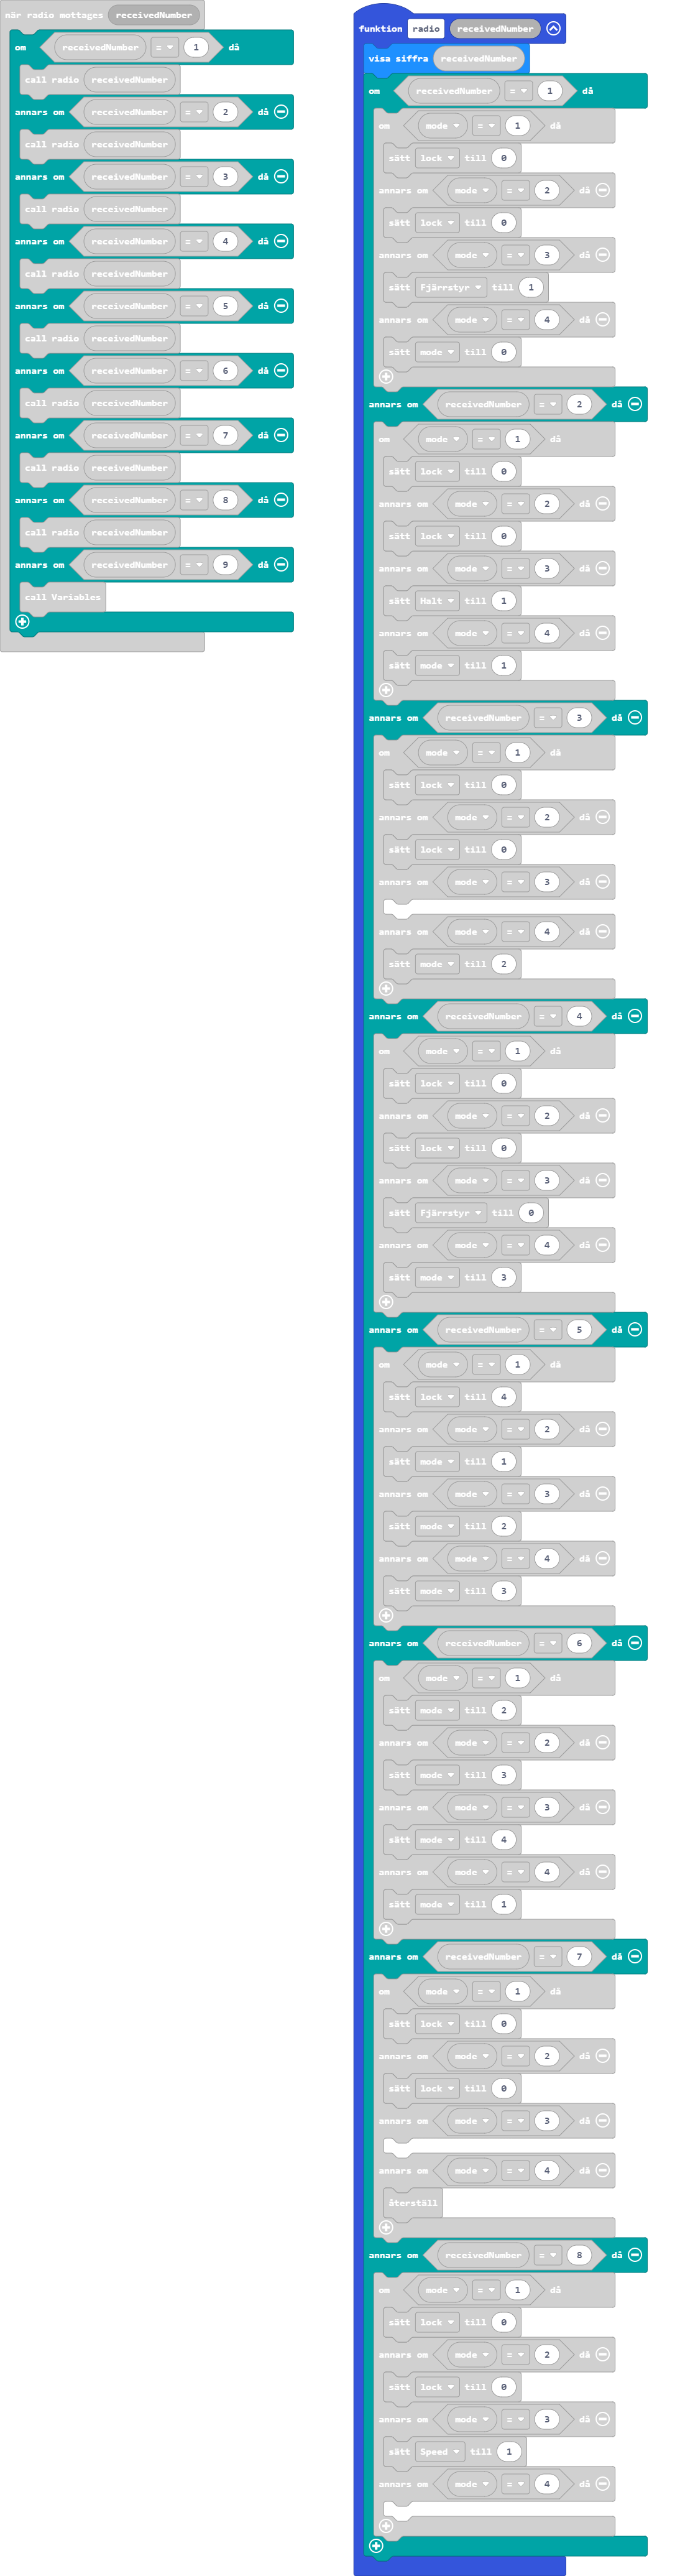 när radio mottages receivedNumber
om receivedNumber = 1 då
call radio receivedNumber
annars om receivedNumber = 2 då
call radio receivedNumber
annars om receivedNumber = 3 då
call radio receivedNumber
annars om receivedNumber = 4 då
call radio receivedNumber
annars om receivedNumber = 5 då
call radio receivedNumber
annars om receivedNumber = 6 då
call radio receivedNumber
annars om receivedNumber = 7 då
call radio receivedNumber
annars om receivedNumber = 8 då
call radio receivedNumber
annars om receivedNumber = 9 då
call Variables
funktion radio receivedNumber
visa siffra receivedNumber
om receivedNumber = 1 då
om mode = 1 då
sätt lock till 0
annars om mode = 2 då
sätt lock till 0
annars om mode = 3 då
sätt Fjärrstyr till 1
annars om mode = 4 då
sätt mode till 0
annars om receivedNumber = 2 då
om mode = 1 då
sätt lock till 0
annars om mode = 2 då
sätt lock till 0
annars om mode = 3 då
sätt Halt till 1
annars om mode = 4 då
sätt mode till 1
annars om receivedNumber = 3 då
om mode = 1 då
sätt lock till 0
annars om mode = 2 då
sätt lock till 0
annars om mode = 3 då
annars om mode = 4 då
sätt mode till 2
annars om receivedNumber = 4 då
om mode = 1 då
sätt lock till 0
annars om mode = 2 då
sätt lock till 0
annars om mode = 3 då
sätt Fjärrstyr till 0
annars om mode = 4 då
sätt mode till 3
annars om receivedNumber = 5 då
om mode = 1 då
sätt lock till 4
annars om mode = 2 då
sätt mode till 1
annars om mode = 3 då
sätt mode till 2
annars om mode = 4 då
sätt mode till 3
annars om receivedNumber = 6 då
om mode = 1 då
sätt mode till 2
annars om mode = 2 då
sätt mode till 3
annars om mode = 3 då
sätt mode till 4
annars om mode = 4 då
sätt mode till 1
annars om receivedNumber = 7 då
om mode = 1 då
sätt lock till 0
annars om mode = 2 då
sätt lock till 0
annars om mode = 3 då
annars om mode = 4 då
återställ
annars om receivedNumber = 8 då
om mode = 1 då
sätt lock till 0
annars om mode = 2 då
sätt lock till 0
annars om mode = 3 då
sätt Speed till 1
annars om mode = 4 då